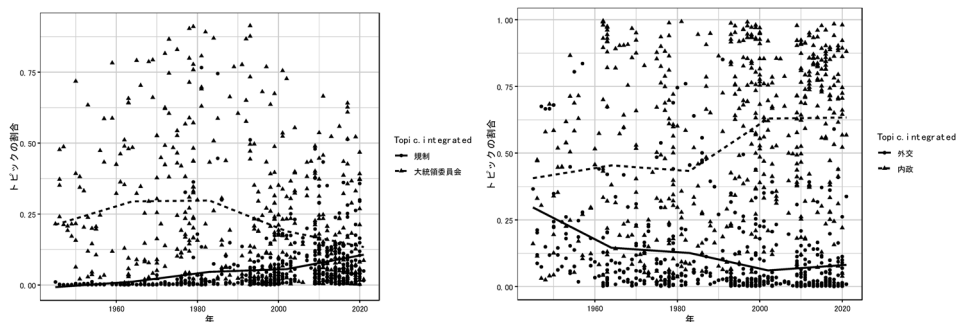 トピックの割合
0.75
0.50
0.25
0.00
1960
1980
2000
2020
年
Topic.integrated
規制
大統領委員会
トピックの割合
1.00
0.75
0.50
0.25
0.00
1960
1980
2000
2020
年
Topic.integrated
外交
内政